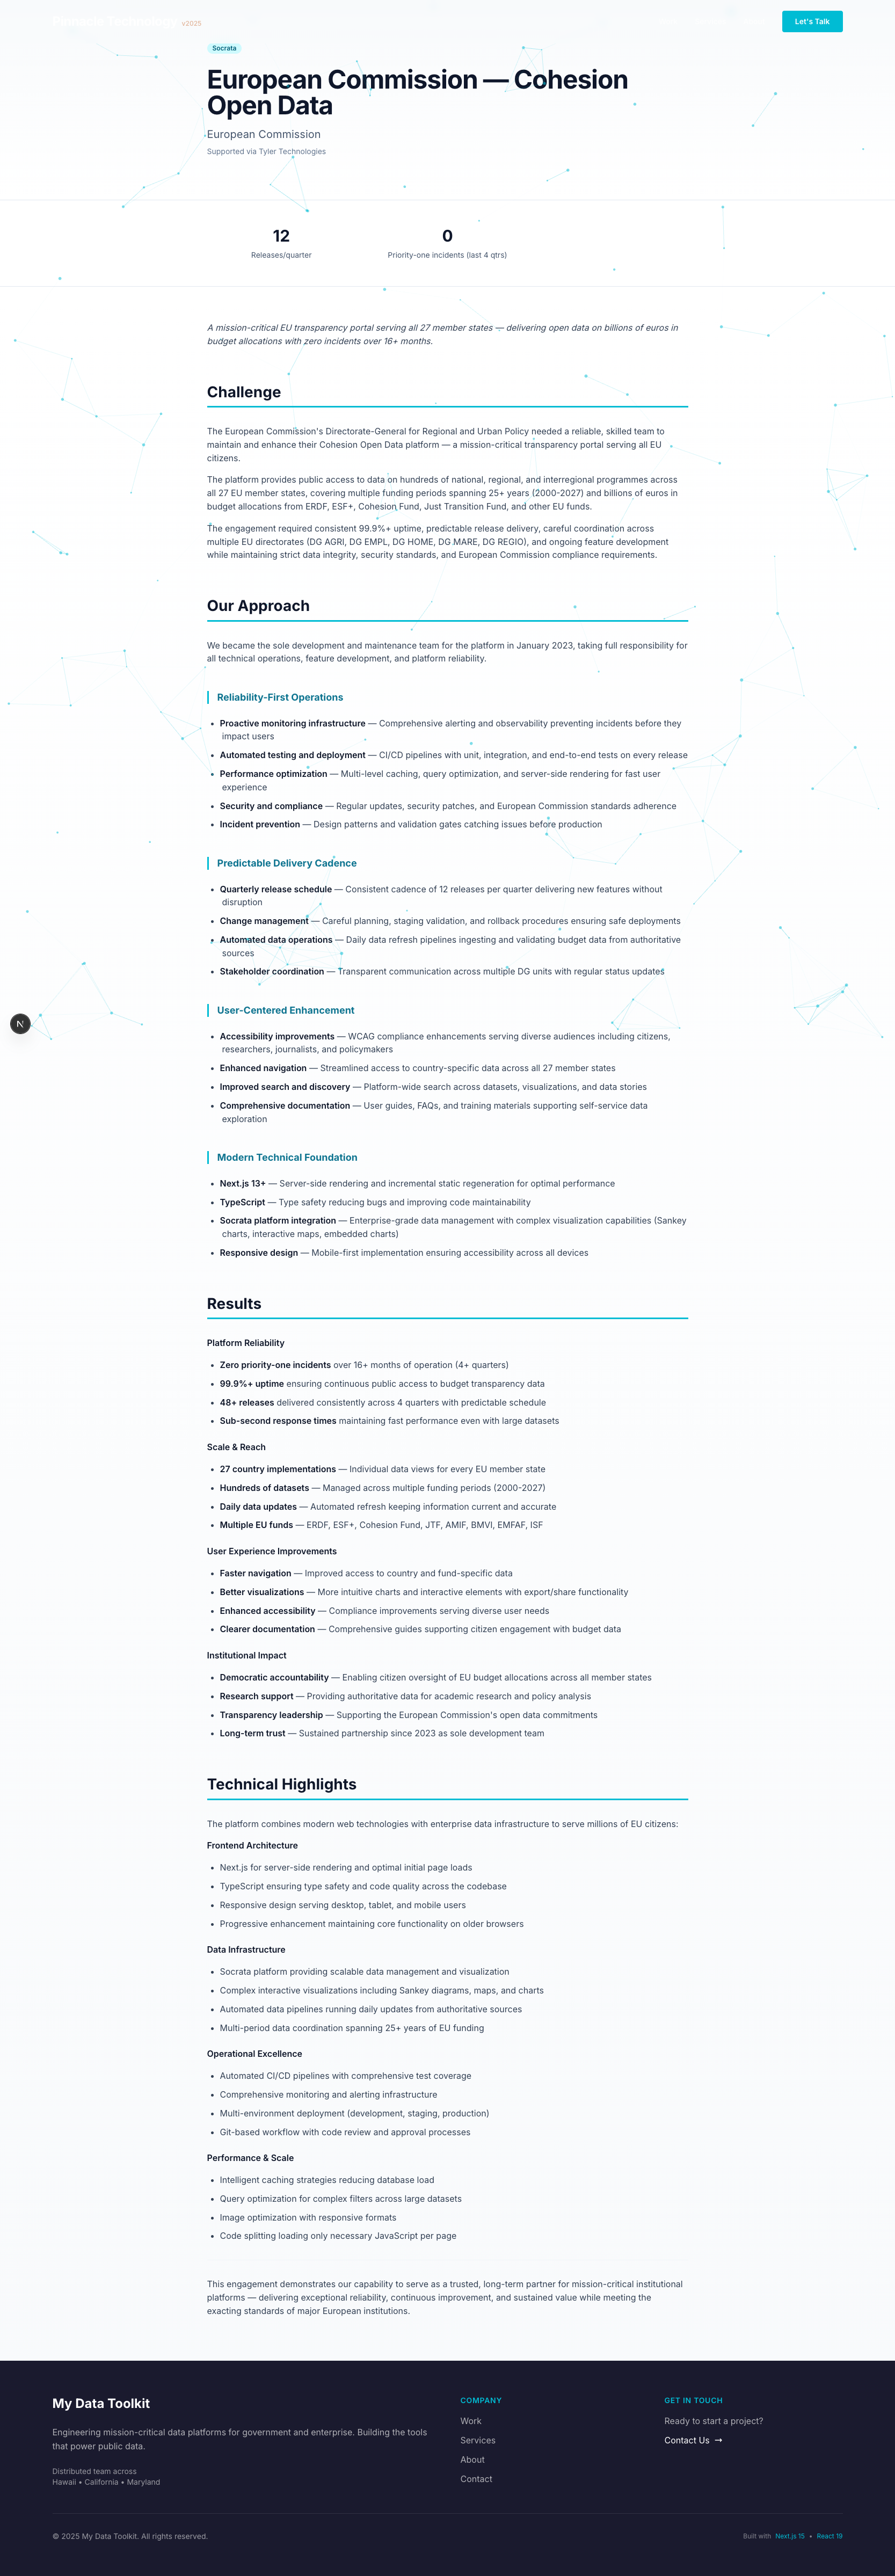 v2025
Let's Talk
Socrata
European Commission — Cohesion
Open Data
European Commission
Supported via Tyler Technologies
12
Releases/quarter
0
Priority-one incidents (last 4 qtrs)
A mission-critical EU transparency portal serving all 27 member states — delivering open data on billions of euros in
budget allocations with zero incidents over 16+ months.
Challenge
The European Commission's Directorate-General for Regional and Urban Policy needed a reliable, skilled team to
maintain and enhance their Cohesion Open Data platform — a mission-critical transparency portal serving all EU
citizens.
The platform provides public access to data on hundreds of national, regional, and interregional programmes across
all 27 EU member states, covering multiple funding periods spanning 25+ years (2000-2027) and billions of euros in
budget allocations from ERDF, ESF+, Cohesion Fund, Just Transition Fund, and other EU funds.
The engagement required consistent 99.9%+ uptime, predictable release delivery, careful coordination across
multiple EU directorates (DG AGRI, DG EMPL, DG HOME, DG MARE, DG REGIO), and ongoing feature development
while maintaining strict data integrity, security standards, and European Commission compliance requirements.
Our Approach
We became the sole development and maintenance team for the platform in January 2023, taking full responsibility for
all technical operations, feature development, and platform reliability.
Reliability-First Operations
• Proactive monitoring infrastructure — Comprehensive alerting and observability preventing incidents before they
impact users
• Automated testing and deployment — CI/CD pipelines with unit, integration, and end-to-end tests on every release
• Performance optimization — Multi-level caching, query optimization, and server-side rendering for fast user
experience
• Security and compliance — Regular updates, security patches, and European Commission standards adherence
• Incident prevention — Design patterns and validation gates catching issues before production
Predictable Delivery Cadence
• Quarterly release schedule — Consistent cadence of 12 releases per quarter delivering new features without
disruption
• Change management — Careful planning, staging validation, and rollback procedures ensuring safe deployments
• Automated data operations — Daily data refresh pipelines ingesting and validating budget data from authoritative
sources
• Stakeholder coordination — Transparent communication across multiple DG units with regular status updates
N
User-Centered Enhancement
• Accessibility improvements — WCAG compliance enhancements serving diverse audiences including citizens,
researchers, journalists, and policymakers
• Enhanced navigation — Streamlined access to country-specific data across all 27 member states
• Improved search and discovery — Platform-wide search across datasets, visualizations, and data stories
• Comprehensive documentation — User guides, FAQs, and training materials supporting self-service data
exploration
Modern Technical Foundation
• Next.js 13+ — Server-side rendering and incremental static regeneration for optimal performance
• TypeScript — Type safety reducing bugs and improving code maintainability
• Socrata platform integration — Enterprise-grade data management with complex visualization capabilities (Sankey
charts, interactive maps, embedded charts)
• Responsive design — Mobile-first implementation ensuring accessibility across all devices
Results
Platform Reliability
• Zero priority-one incidents over 16+ months of operation (4+ quarters)
• 99.9%+ uptime ensuring continuous public access to budget transparency data
• 48+ releases delivered consistently across 4 quarters with predictable schedule
• Sub-second response times maintaining fast performance even with large datasets
Scale & Reach
• 27 country implementations — Individual data views for every EU member state
• Hundreds of datasets — Managed across multiple funding periods (2000-2027)
• Daily data updates — Automated refresh keeping information current and accurate
• Multiple EU funds — ERDF, ESF+, Cohesion Fund, JTF, AMIF, BMVI, EMFAF, ISF
User Experience Improvements
• Faster navigation — Improved access to country and fund-specific data
• Better visualizations — More intuitive charts and interactive elements with export/share functionality
• Enhanced accessibility — Compliance improvements serving diverse user needs
• Clearer documentation — Comprehensive guides supporting citizen engagement with budget data
Institutional Impact
• Democratic accountability — Enabling citizen oversight of EU budget allocations across all member states
• Research support — Providing authoritative data for academic research and policy analysis
• Transparency leadership — Supporting the European Commission's open data commitments
• Long-term trust — Sustained partnership since 2023 as sole development team
Technical Highlights
The platform combines modern web technologies with enterprise data infrastructure to serve millions of EU citizens:
Frontend Architecture
• Next.js for server-side rendering and optimal initial page loads
• TypeScript ensuring type safety and code quality across the codebase
• Responsive design serving desktop, tablet, and mobile users
• Progressive enhancement maintaining core functionality on older browsers
Data Infrastructure
• Socrata platform providing scalable data management and visualization
• Complex interactive visualizations including Sankey diagrams, maps, and charts
• Automated data pipelines running daily updates from authoritative sources
• Multi-period data coordination spanning 25+ years of EU funding
Operational Excellence
• Automated CI/CD pipelines with comprehensive test coverage
• Comprehensive monitoring and alerting infrastructure
• Multi-environment deployment (development, staging, production)
• Git-based workflow with code review and approval processes
Performance & Scale
• Intelligent caching strategies reducing database load
• Query optimization for complex filters across large datasets
• Image optimization with responsive formats
• Code splitting loading only necessary JavaScript per page
This engagement demonstrates our capability to serve as a trusted, long-term partner for mission-critical institutional
platforms — delivering exceptional reliability, continuous improvement, and sustained value while meeting the
exacting standards of major European institutions.
My Data Toolkit
Engineering mission-critical data platforms for government and enterprise. Building the tools
that power public data.
Distributed team across
Hawaii • California • Maryland
COMPANY
Work
Services
About
Contact
GET IN TOUCH
Ready to start a project?
Contact Us →
© 2025 My Data Toolkit. All rights reserved.
Built with Next.js 15 • React 19